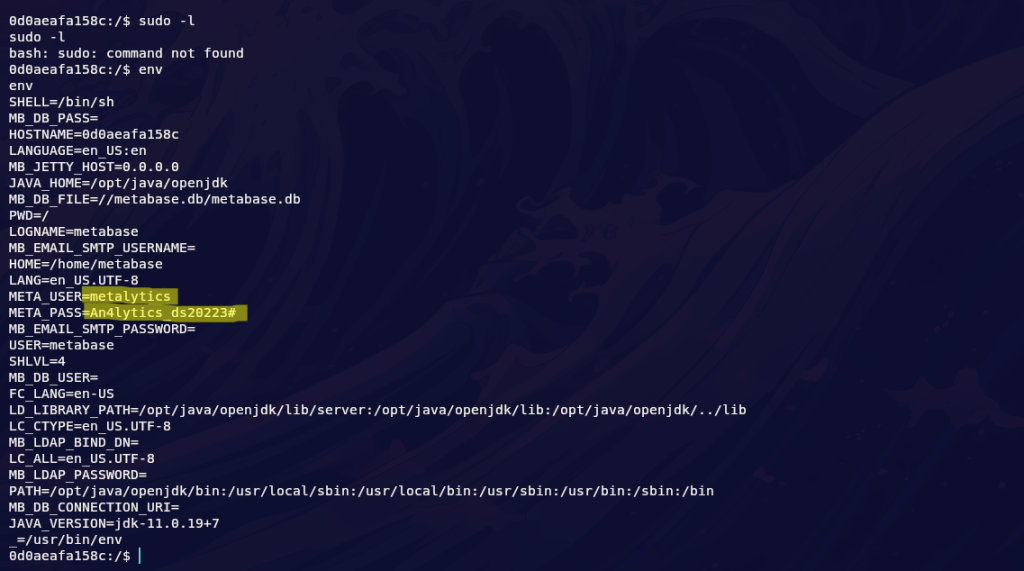 0d0aeafa158c:/$ sudo -l
sudo -l
bash: sudo: command not found
0d0aeafa158c:/$ env
env
SHELL=/bin/sh
MB_DB_PASS=
HOSTNAME=0d0aeafa158c
LANGUAGE=en_US:en
MB_JETTY_HOST=0.0.0.0
JAVA_HOME=/opt/java/openjdk
MB_DB_FILE=//metabase.db/metabase.db
PWD=/
LOGNAME=metabase
MB_EMAIL_SMTP_USERNAME=
HOME=/home/metabase
LANG=en_US.UTF-8
META_USER=metalytics
META_PASS=An4lytics_ds20223#
MB_EMAIL_SMTP_PASSWORD=
USER=metabase
SHLVL=4
MB_DB_USER=
FC_LANG=en-US
LD_LIBRARY_PATH=/opt/java/openjdk/lib/server:/opt/java/openjdk/lib:/opt/java/openjdk/../lib
LC_CTYPE=en_US.UTF-8
MB_LDAP_BIND_DN=
LC_ALL=en_US.UTF-8
MB_LDAP_PASSWORD=
PATH=/opt/java/openjdk/bin:/usr/local/sbin:/usr/local/bin:/usr/sbin:/usr/bin:/sbin:/bin
MB_DB_CONNECTION_URI=
JAVA_VERSION=jdk-11.0.19+7
_=/usr/bin/env
0d0aeafa158c:/$